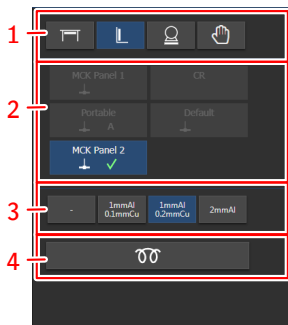 1
2
MCK Panel 1
CR
Portable
A
Default
MCK Panel 2
3
-
1mmAl
0.1mmCu
1mmAl
0.2mmCu
2mmAl
4